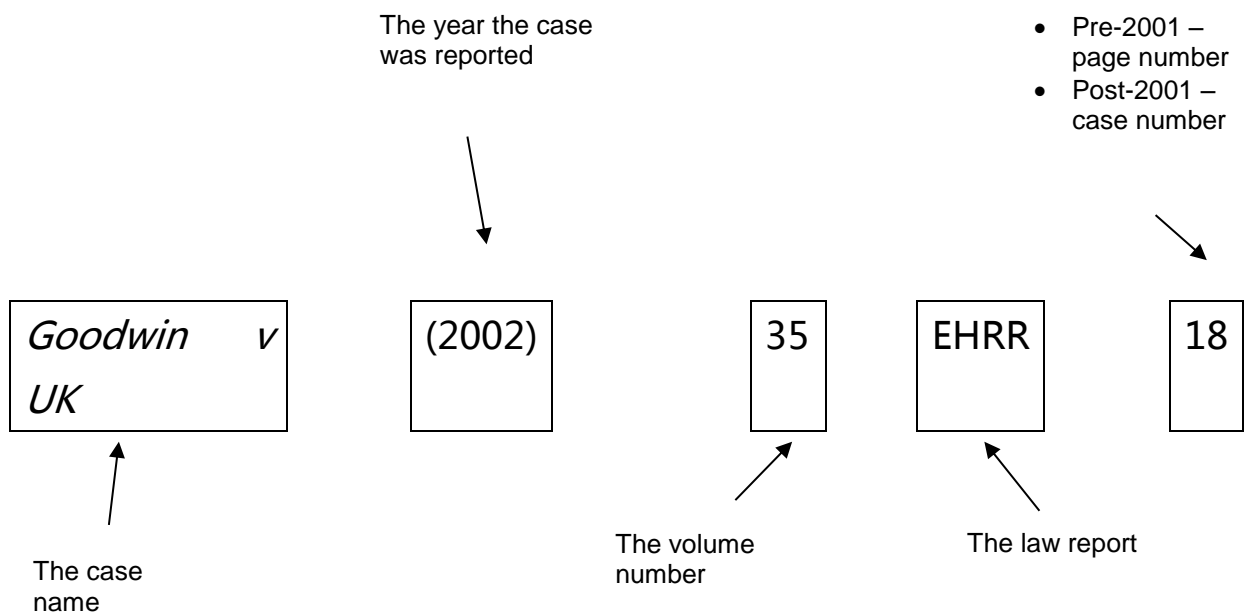 The year the case
was reported
• Pre-2001 –
page number
• Post-2001 –
case number
Goodwin v
UK
(2002)
35
EHRR
18
The case
name
The volume
number
The law report